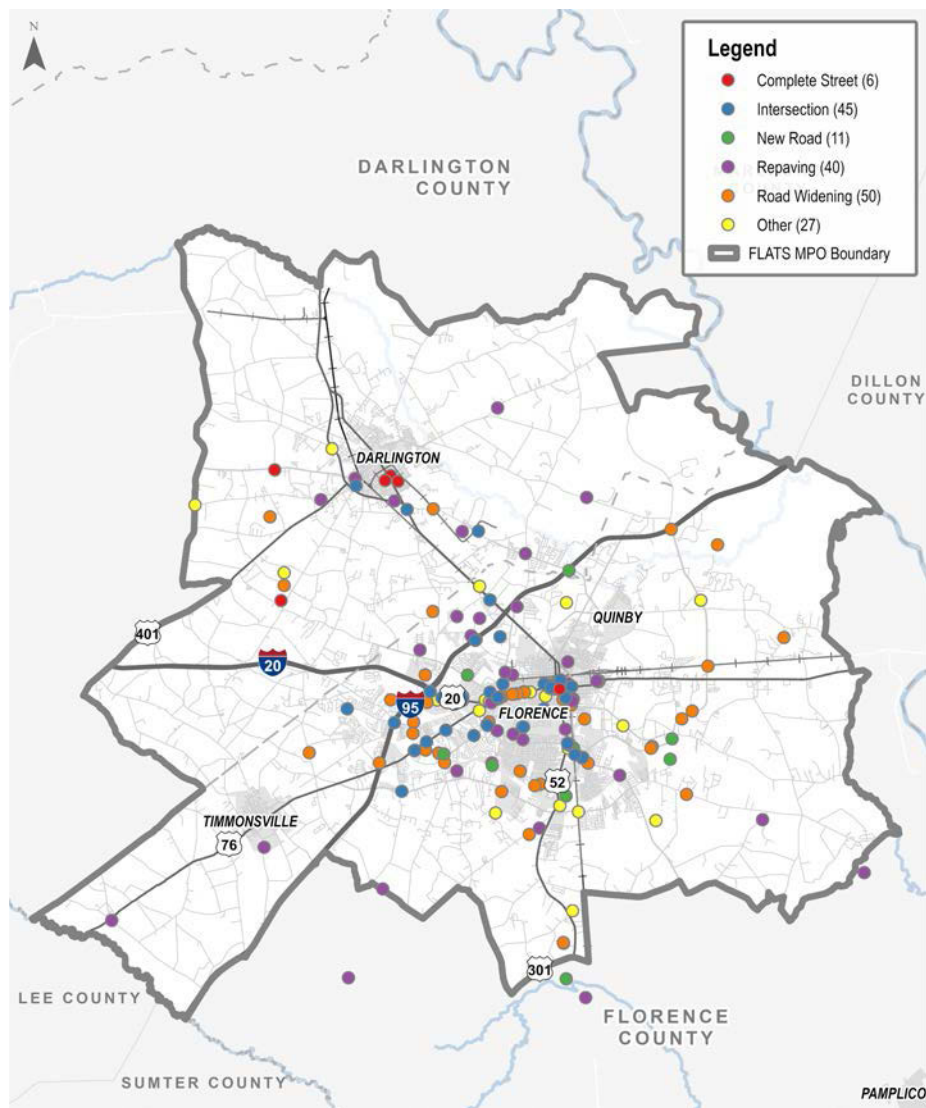 N
Legend
Complete Street (6)
Intersection (45)
New Road (11)
Repaving (40)
Road Widening (50)
Other (27)
FLATS MPO Boundary
DARLINGTON
COUNTY
DILLON
COUNTY
DARLINGTON
QUINBY
401
20
20
95
FLORENCE
52
TIMMONSVILLE
76
301
LEE COUNTY
FLORENCE
COUNTY
SUMTER COUNTY
PAMPLICO